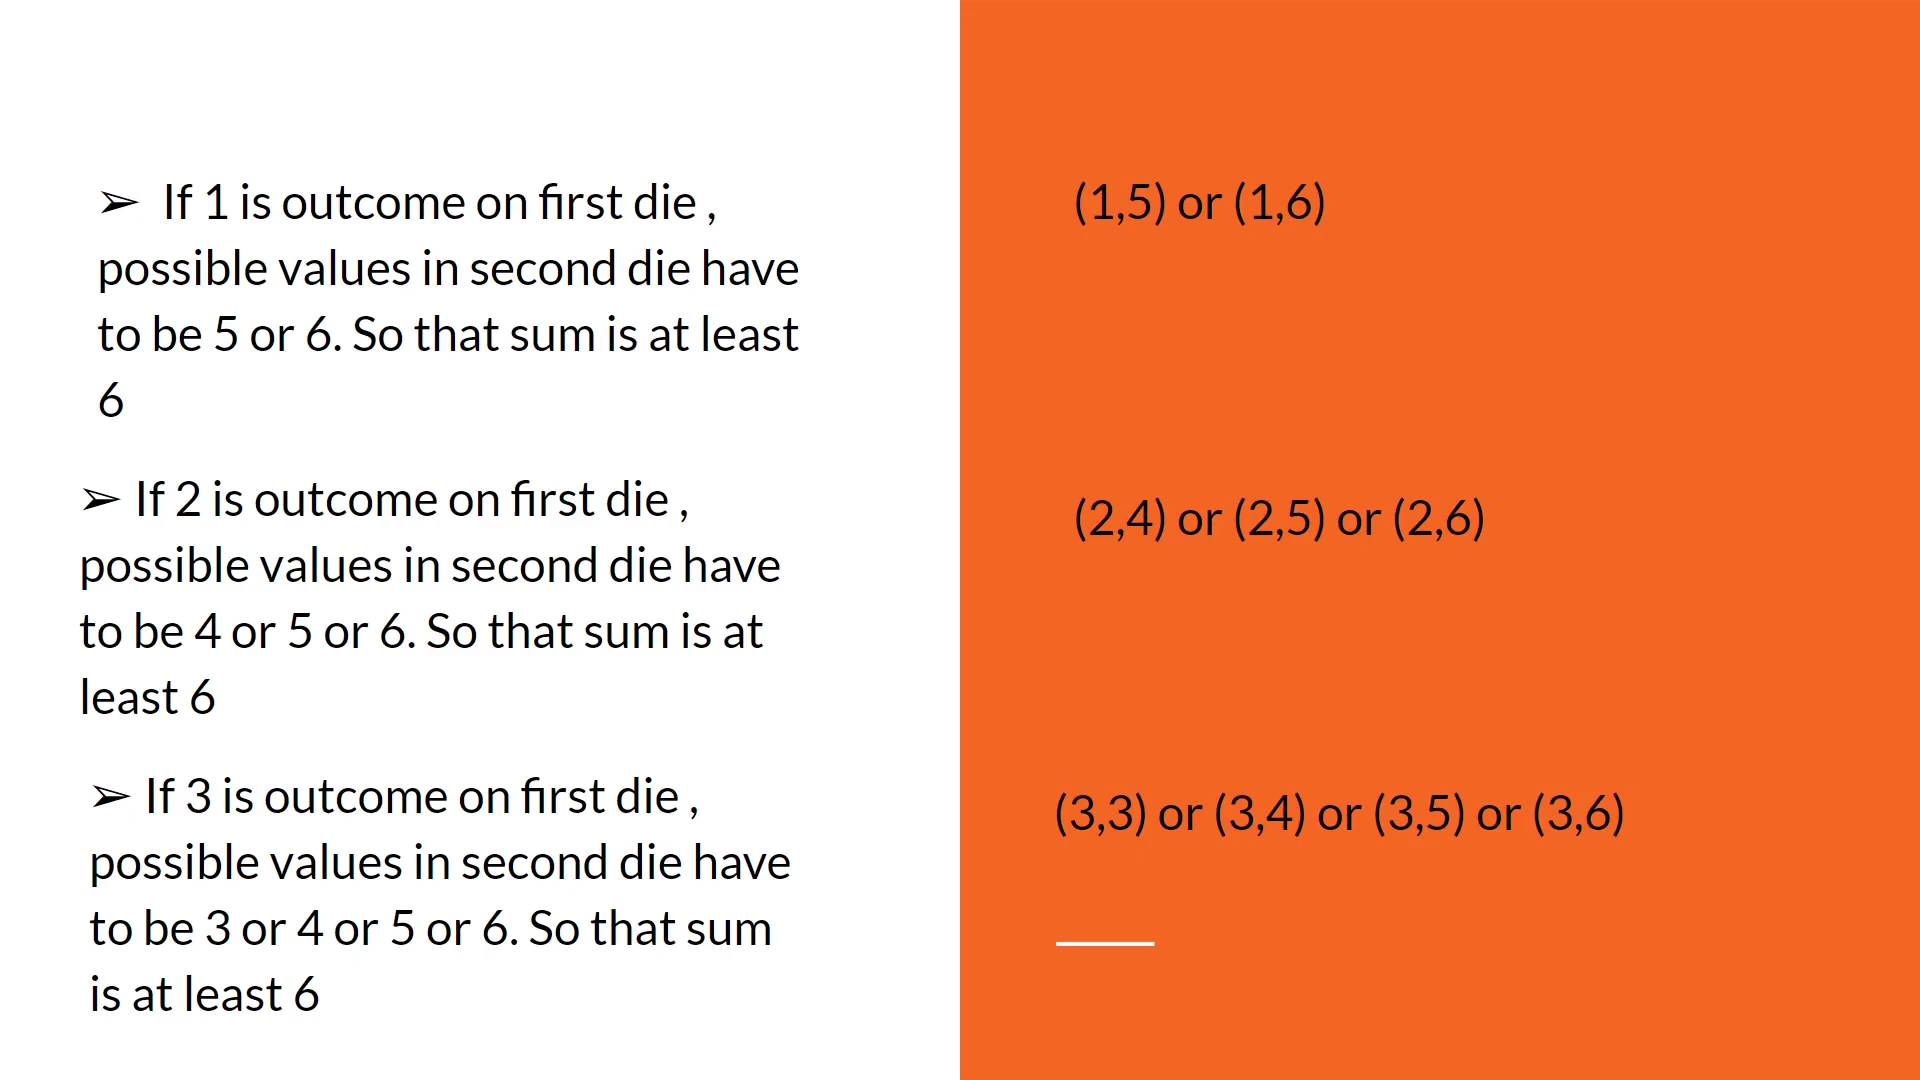 ➢ If 1 is outcome on first die ,
possible values in second die have
to be 5 or 6. So that sum is at least
6
(1,5) or (1,6)
➢ If 2 is outcome on first die ,
possible values in second die have
to be 4 or 5 or 6. So that sum is at
least 6
(2,4) or (2,5) or (2,6)
➢ If 3 is outcome on first die ,
possible values in second die have
to be 3 or 4 or 5 or 6. So that sum
is at least 6
(3,3) or (3,4) or (3,5) or (3,6)